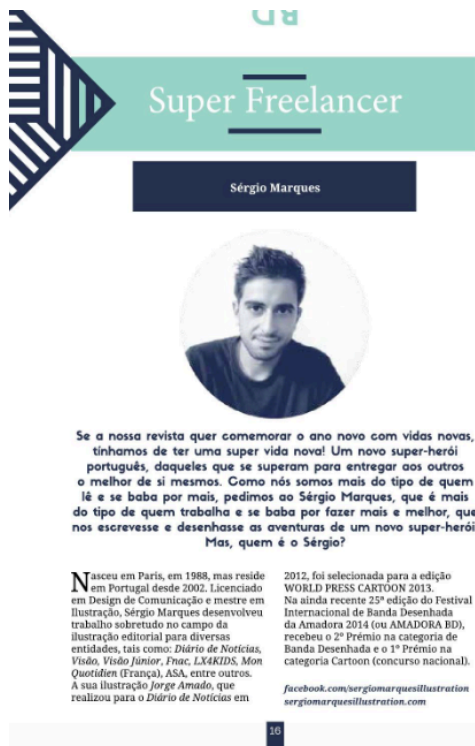 BD
Super Freelancer
Sérgio Marques
Se a nossa revista quer comemorar o ano novo com vidas novas,
tínhamos de ter uma super vida nova! Um novo super-herói
português, daqueles que se superam para entregar aos outros
o melhor de si mesmos. Como nós somos mais do tipo de quem
lê e se baba por mais, pedimos ao Sérgio Marques, que é mais
do tipo de quem trabalha e se baba por fazer mais e melhor, que
nos escrevesse e desenhasse as aventuras de um novo super-herói
Mas, quem é o Sérgio?
Nasceu em Paris, em 1988, mas reside
em Portugal desde 2002. Licenciado
em Design de Comunicação e mestre em
Ilustração, Sérgio Marques desenvolveu
trabalho sobretudo no campo da
ilustração editorial para diversas
entidades, tais como: Diário de Notícias,
Visão, Visão Júnior, Fnac, LX4KIDS, Mon
Quotidien (França), ASA, entre outros.
A sua ilustração Jorge Amado, que
realizou para o Diário de Notícias em
2012, foi selecionada para a edição
WORLD PRESS CARTOON 2013.
Na ainda recente 25ª edição do Festival
Internacional de Banda Desenhada
da Amadora 2014 (ou AMADORA BD),
recebeu o 2º Prémio na categoria de
Banda Desenhada e o 1º Prémio na
categoria Cartoon (concurso nacional).
facebook.com/sergiomarquesillustration
sergiomarquesillustration.com
16